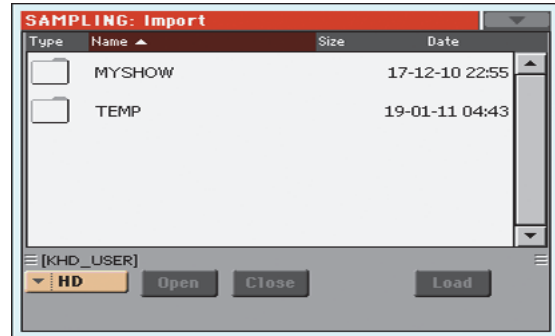 SAMPLING: Import
Type Name Size Date
MYSHOW 17-12-10 22:55
TEMP 19-01-11 04:43
[KHD_USER]
HD Open Close Load